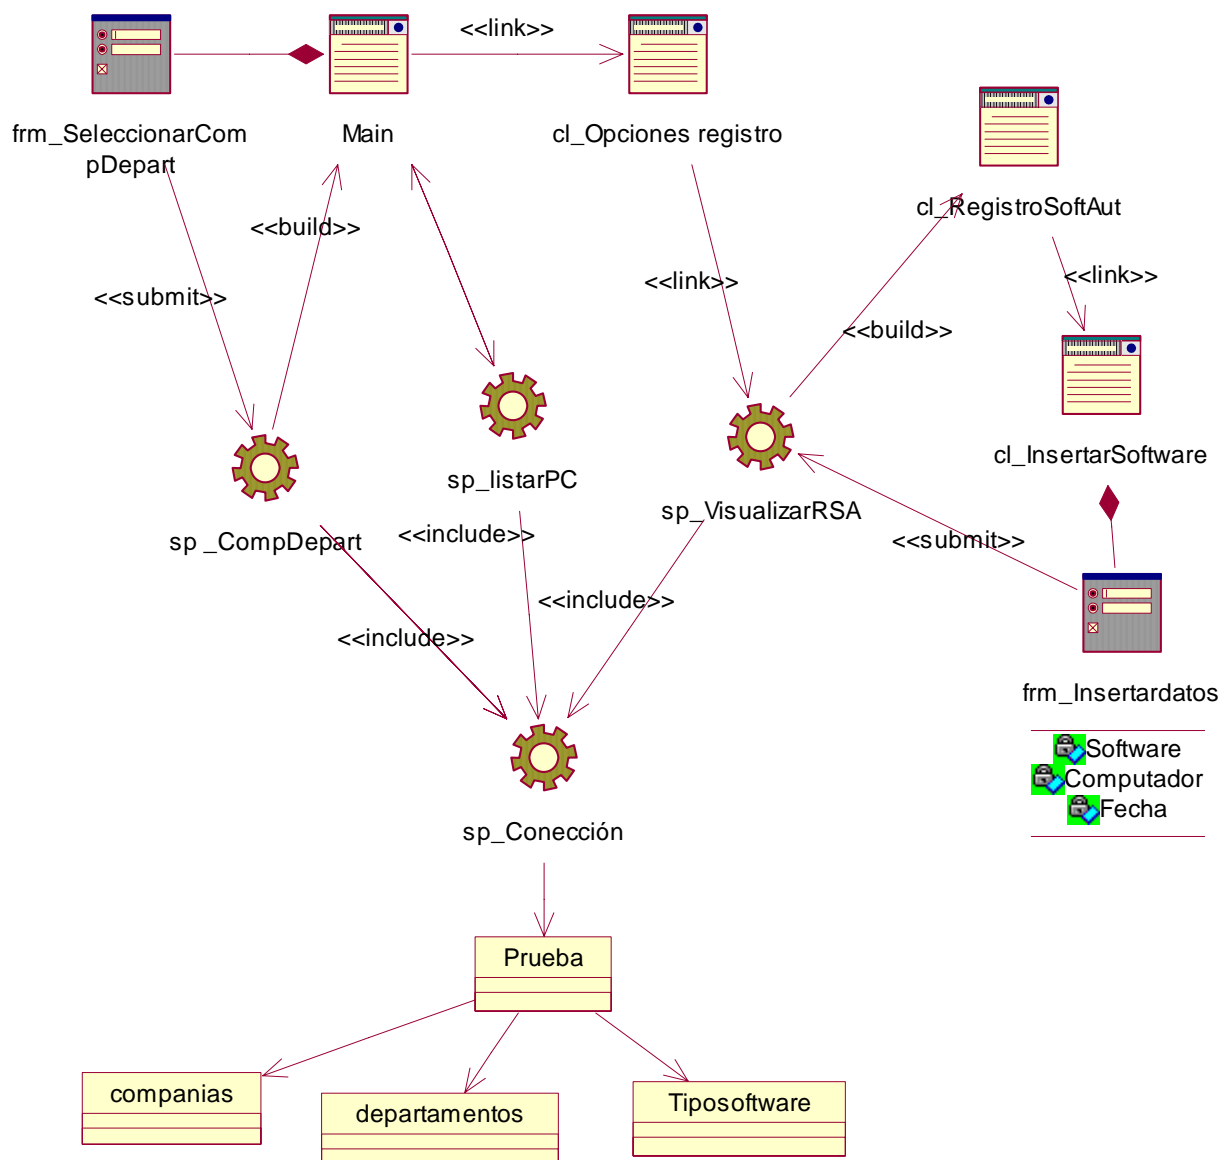 <<link>>
frm_SeleccionarCom
pDepart
Main
cl_Opciones registro
cl_RegistroSoftAut
<<build>>
<<submit>>
<<link>>
<<link>>
<<build>>
sp_listarPC
cl_InsertarSoftware
sp _CompDepart
sp_VisualizarRSA
<<include>>
<<submit>>
<<include>>
<<include>>
frm_Insertardatos
Software
Computador
Fecha
sp_Conección
Prueba
companias
departamentos
Tiposoftware